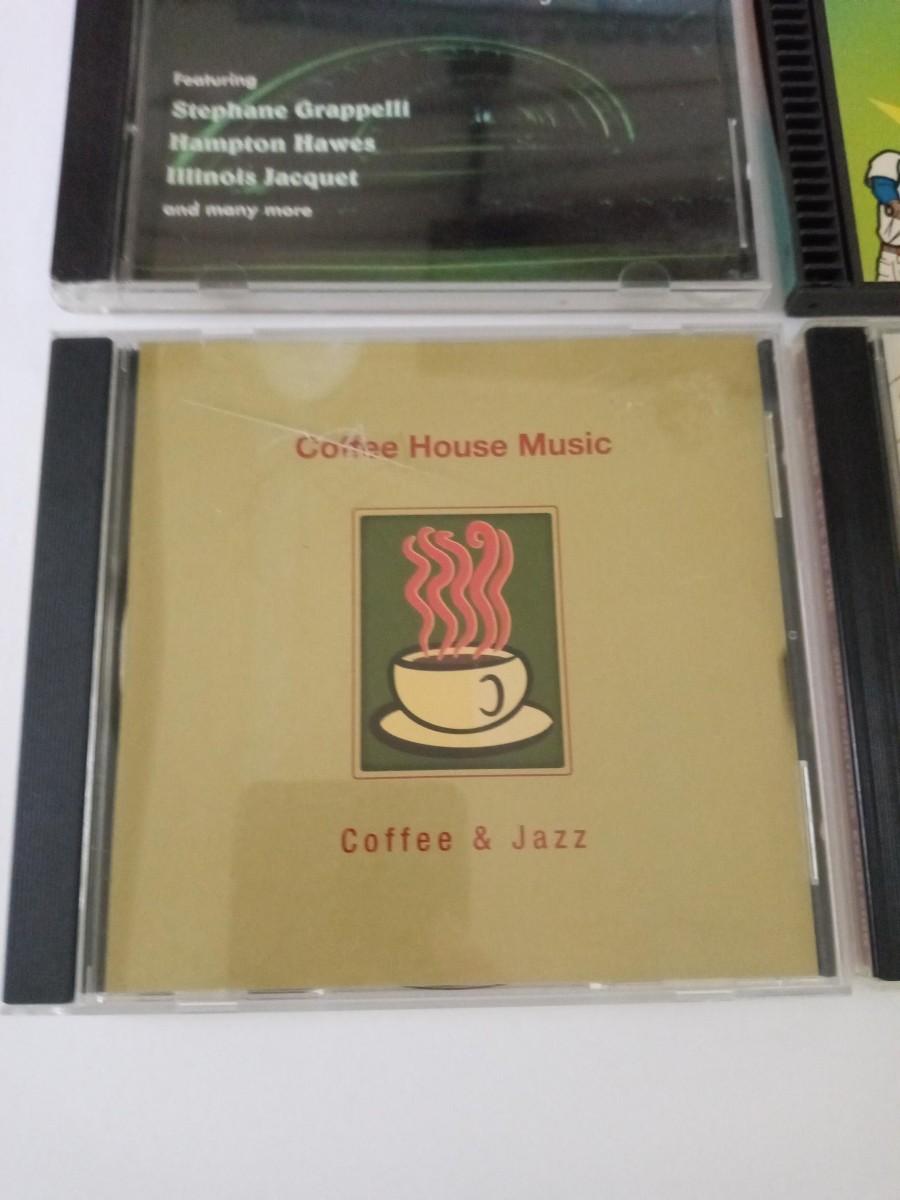 Featuring
Stephane Grappelli
Hampton Hawes
Illinois Jacquet
and many more
Coffee House Music
Coffee & Jazz